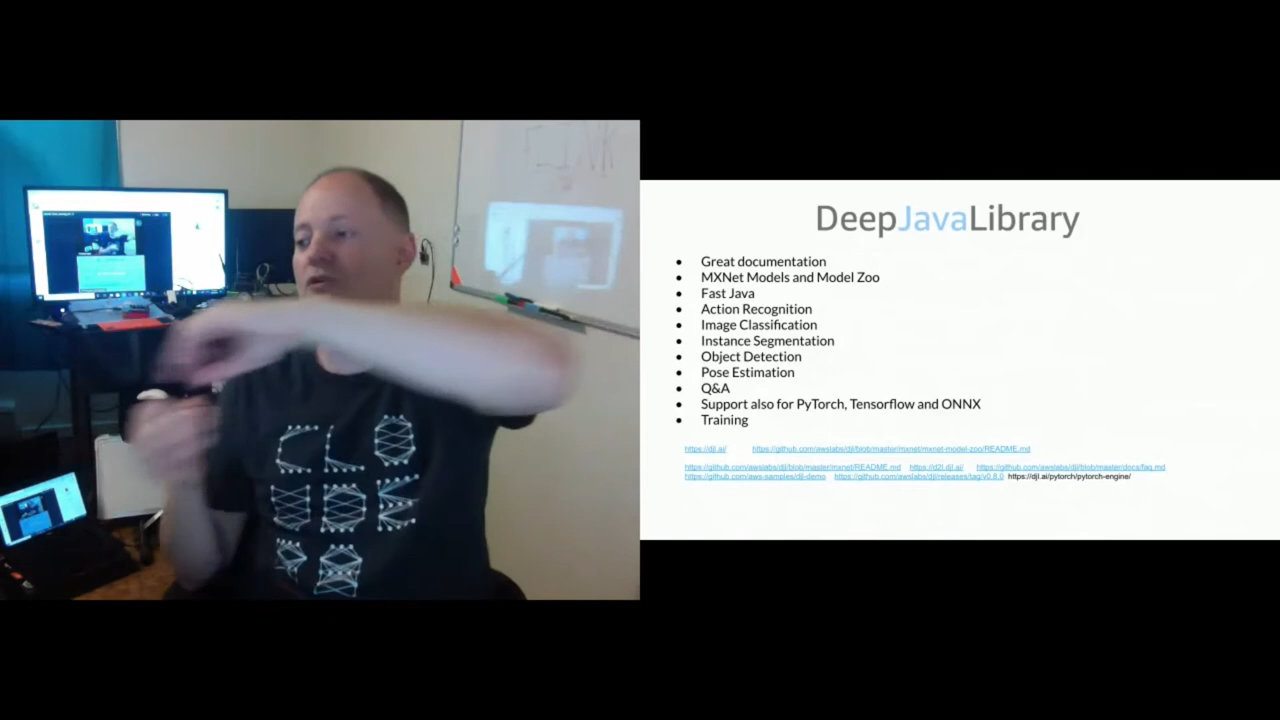 DeepJavaLibrary
• Great documentation
• MXNet Models and Model Zoo
• Fast Java
• Action Recognition
• Image Classification
• Instance Segmentation
• Object Detection
• Pose Estimation
• Q&A
• Support also for PyTorch, Tensorflow and ONNX
• Training
https://djl.ai/ https://github.com/awslabs/djl/blob/master/mxnet/mxnet-model-zoo/README.md
https://github.com/awslabs/djl/blob/master/mxnet/README.md https://d2l.djl.ai/ https://github.com/awslabs/djl/blob/master/docs/faq.md
https://github.com/aws-samples/djl-demo https://github.com/awslabs/djl/releases/tag/v0.8.0 https://djl.ai/pytorch/pytorch-engine/